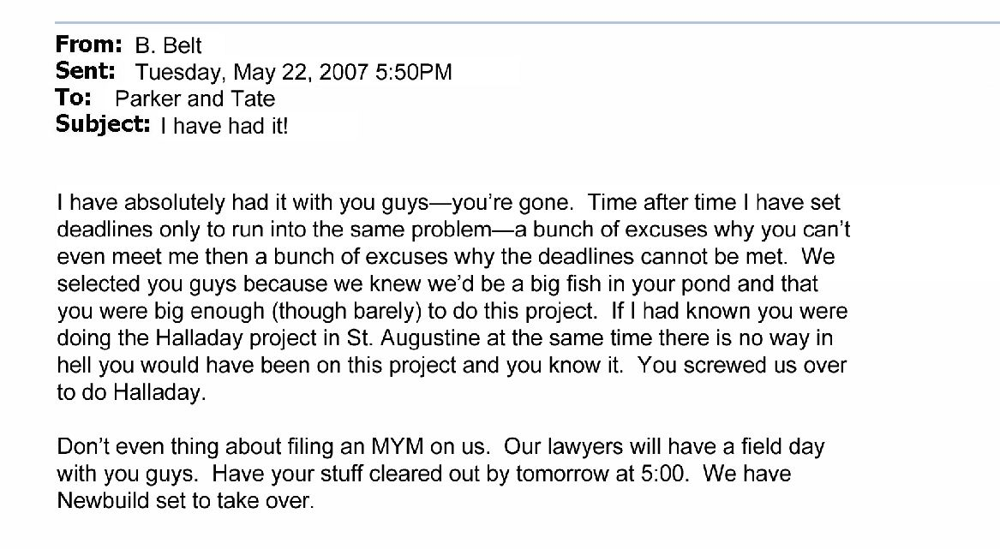 From: B. Belt
Sent: Tuesday, May 22, 2007 5:50PM
To: Parker and Tate
Subject: I have had it!
I have absolutely had it with you guys—you're gone. Time after time I have set
deadlines only to run into the same problem—a bunch of excuses why you can't
even meet me then a bunch of excuses why the deadlines cannot be met. We
selected you guys because we knew we'd be a big fish in your pond and that
you were big enough (though barely) to do this project. If I had known you were
doing the Halladay project in St. Augustine at the same time there is no way in
hell you would have been on this project and you know it. You screwed us over
to do Halladay.
Don't even thing about filing an MYM on us. Our lawyers will have a field day
with you guys. Have your stuff cleared out by tomorrow at 5:00. We have
Newbuild set to take over.